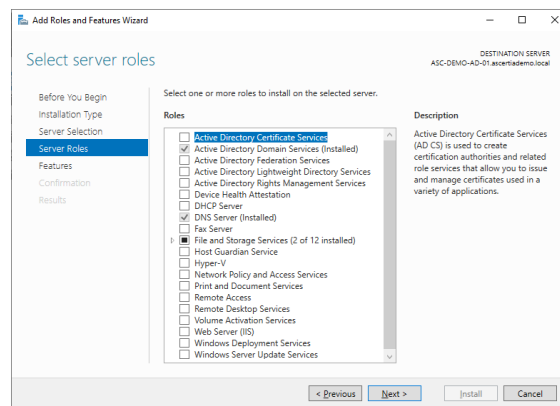 Add Roles and Features Wizard
Select server roles
DESTINATION SERVER
ASC-DEMO-AD-01.ascertiademo.local
Before You Begin
Installation Type
Server Selection
Server Roles
Features
Confirmation
Results
Select one or more roles to install on the selected server.
Roles
Active Directory Certificate Services
Active Directory Domain Services (Installed)
Active Directory Federation Services
Active Directory Lightweight Directory Services
Active Directory Rights Management Services
Device Health Attestation
DHCP Server
DNS Server (Installed)
Fax Server
File and Storage Services (2 of 12 installed)
Host Guardian Service
Hyper-V
Network Policy and Access Services
Print and Document Services
Remote Access
Remote Desktop Services
Volume Activation Services
Web Server (IIS)
Windows Deployment Services
Windows Server Update Services
Description
Active Directory Certificate Services
(AD CS) is used to create
certification authorities and related
role services that allow you to issue
and manage certificates used in a
variety of applications.
< Previous
Next >
Install
Cancel